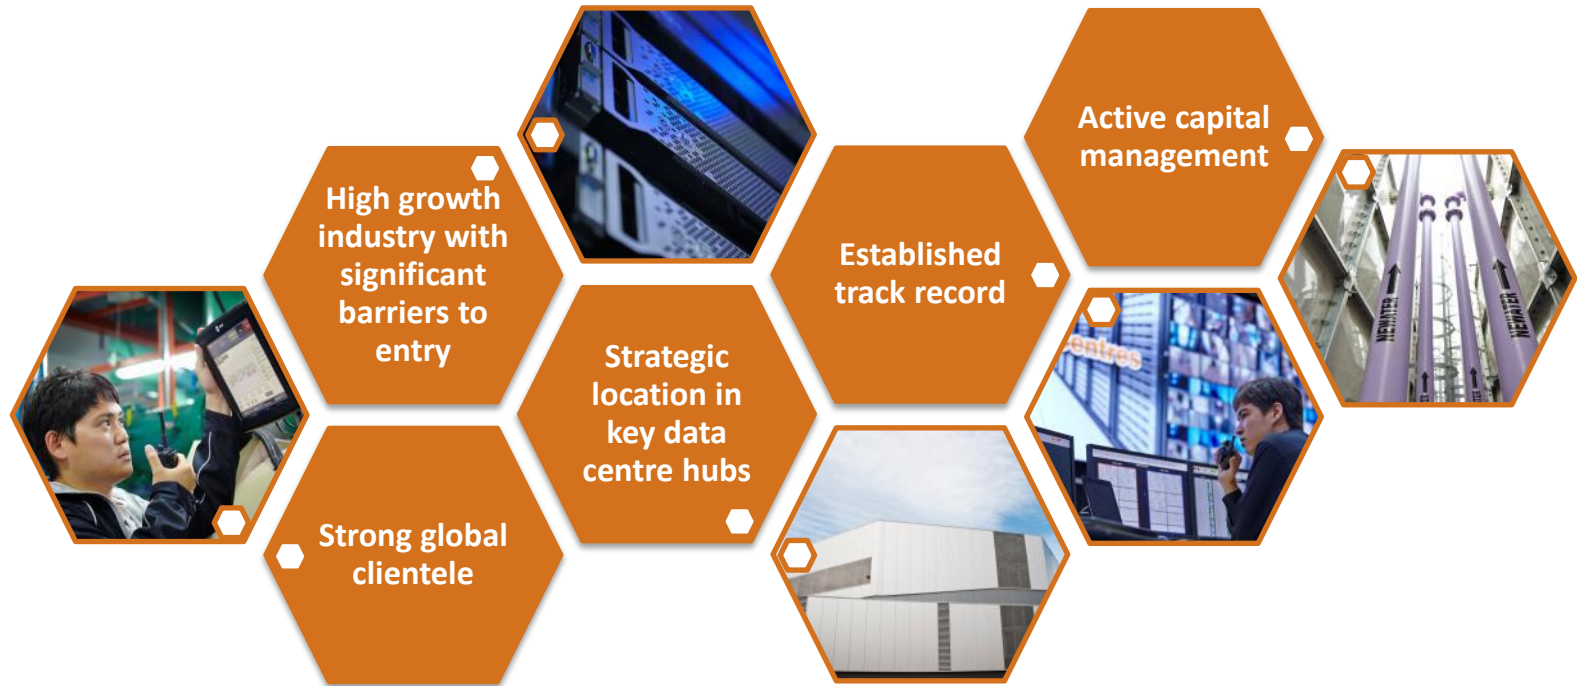 High growth
industry with
significant
barriers to
entry
Strong global
clientele
Strategic
location in
key data
centre hubs
Established
track record
Active capital
management
entres
NEWATER
NEWATER